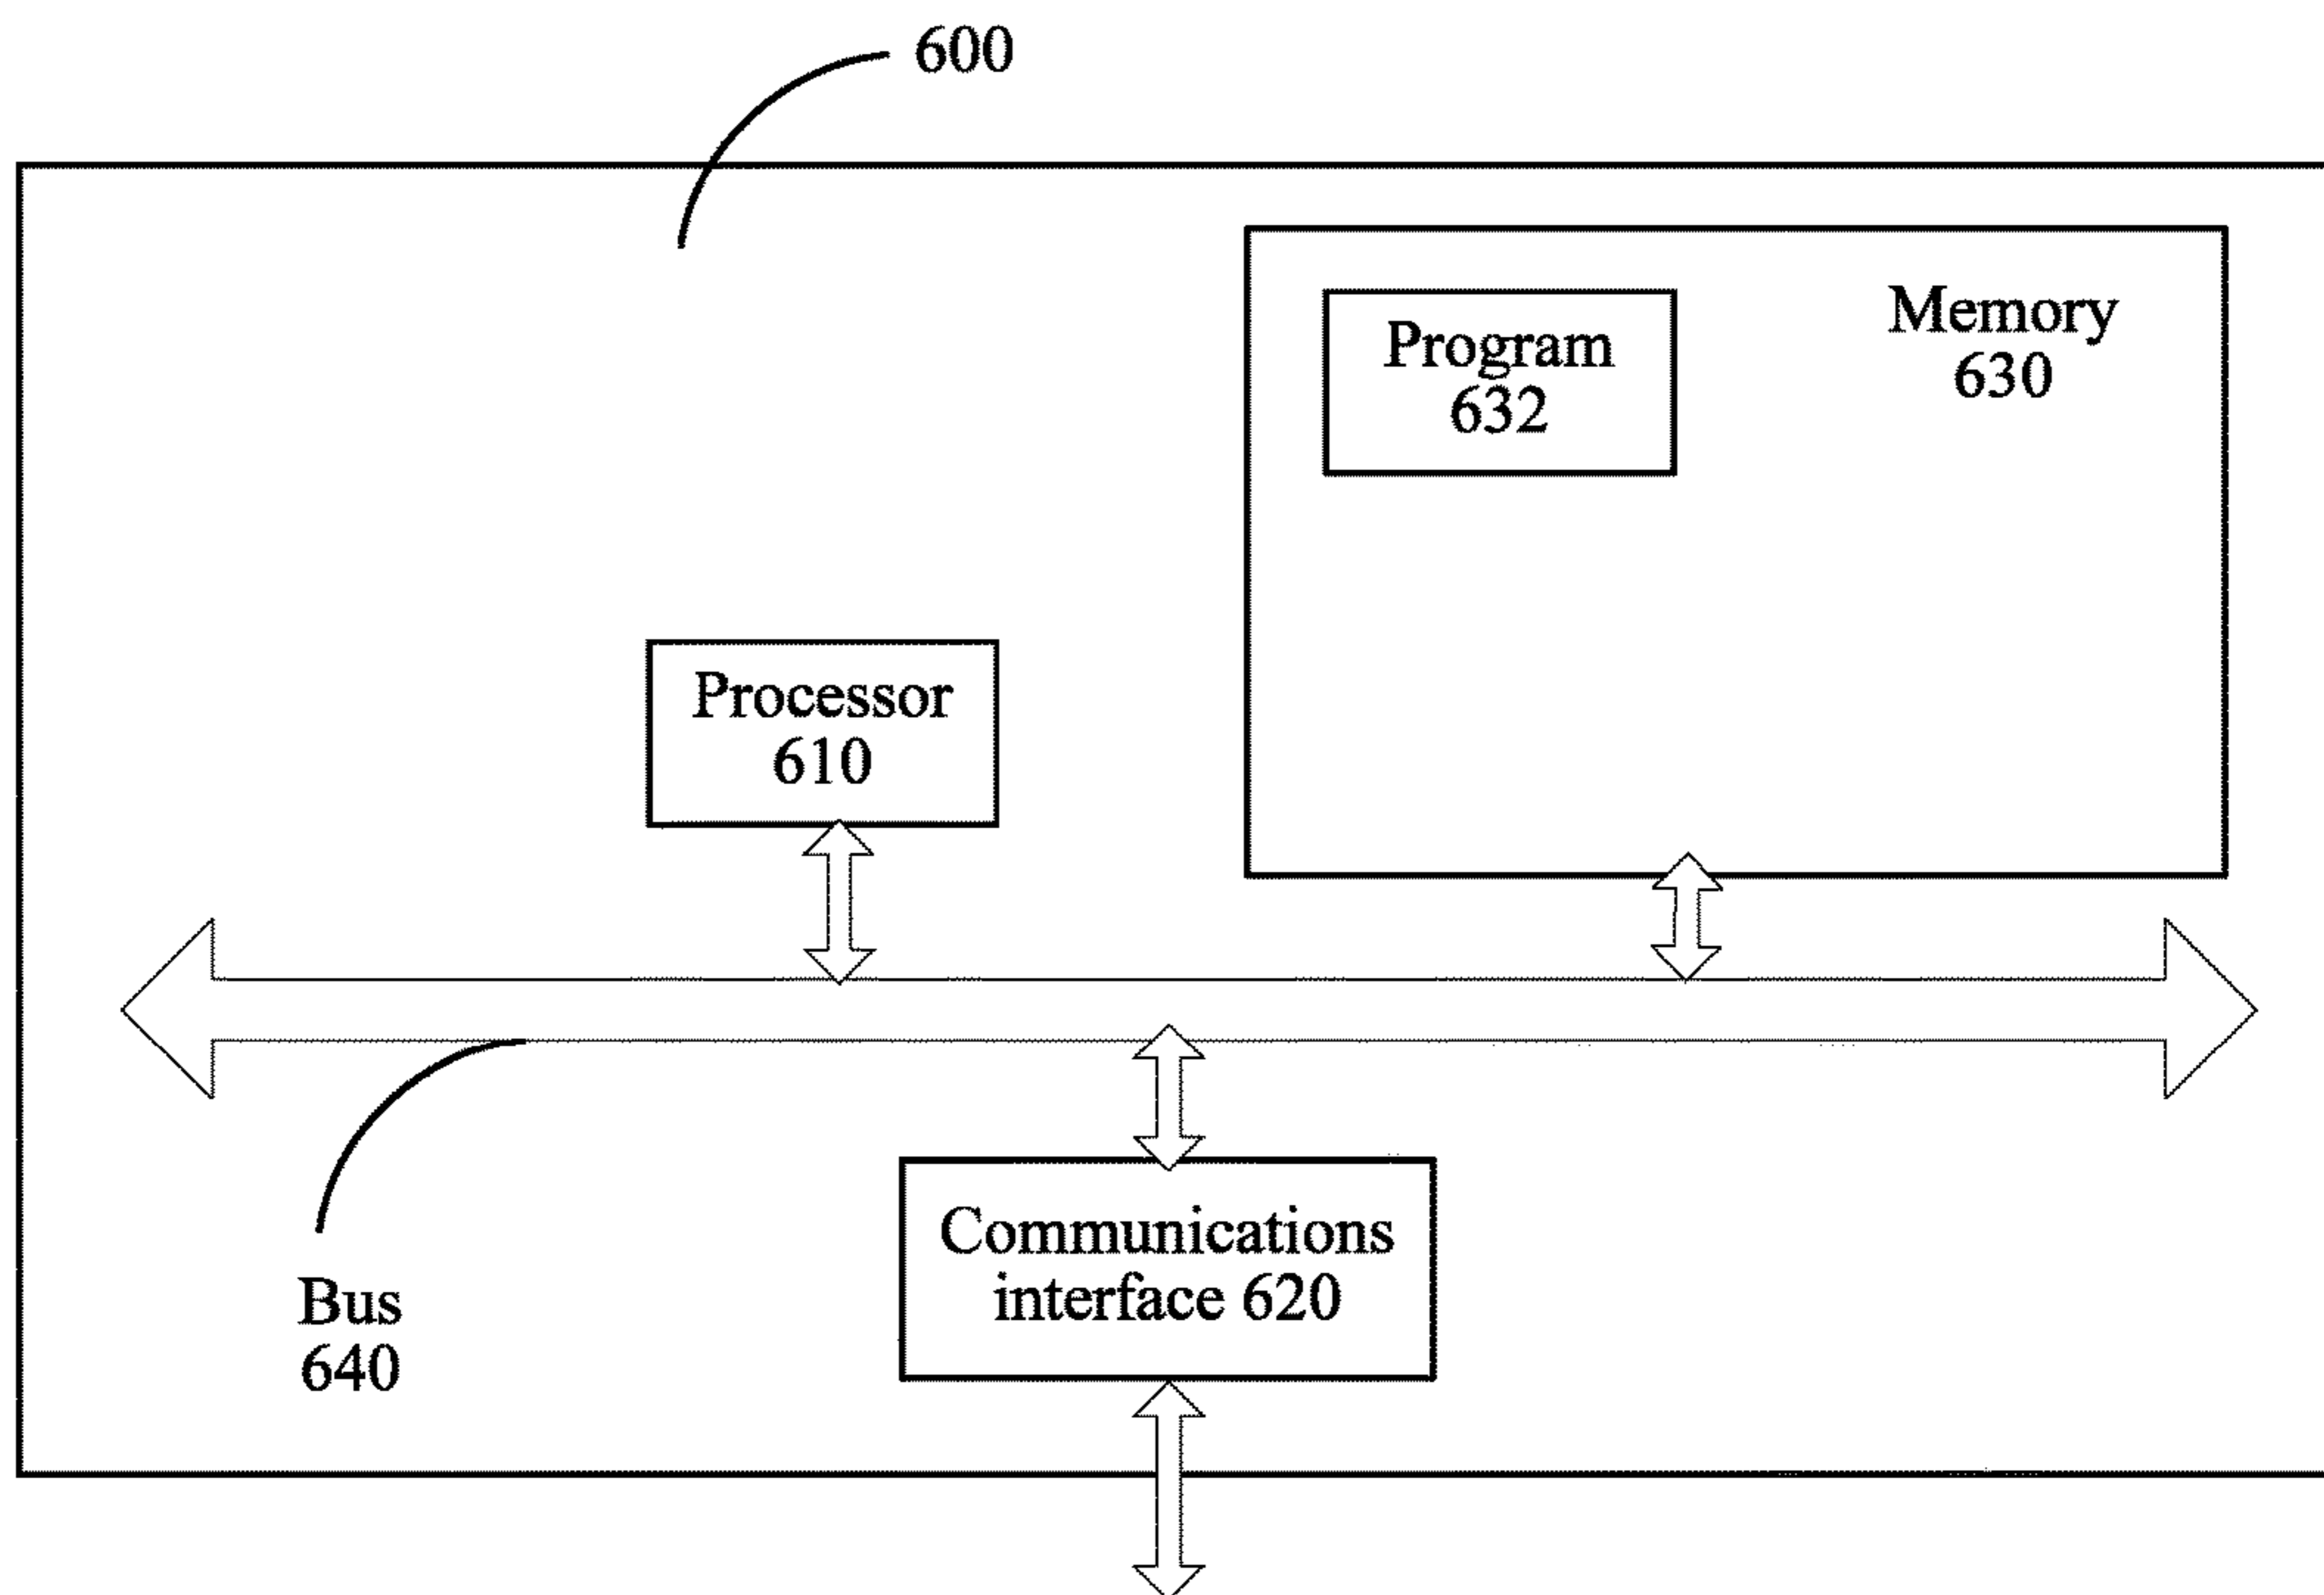 600
Program
632
Memory
630
Processor
610
Communications
interface 620
Bus
640